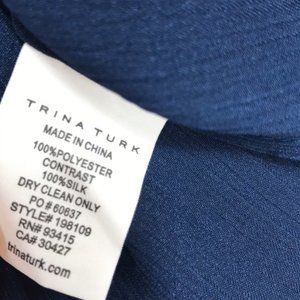 TRINA TURK
MADE IN CHINA
100%POLYESTER
CONTRAST
100%SILK
DRY CLEAN ONLY
PO # 60637
STYLE# 198109
RN# 93415
CA# 30427
trinaturk.com